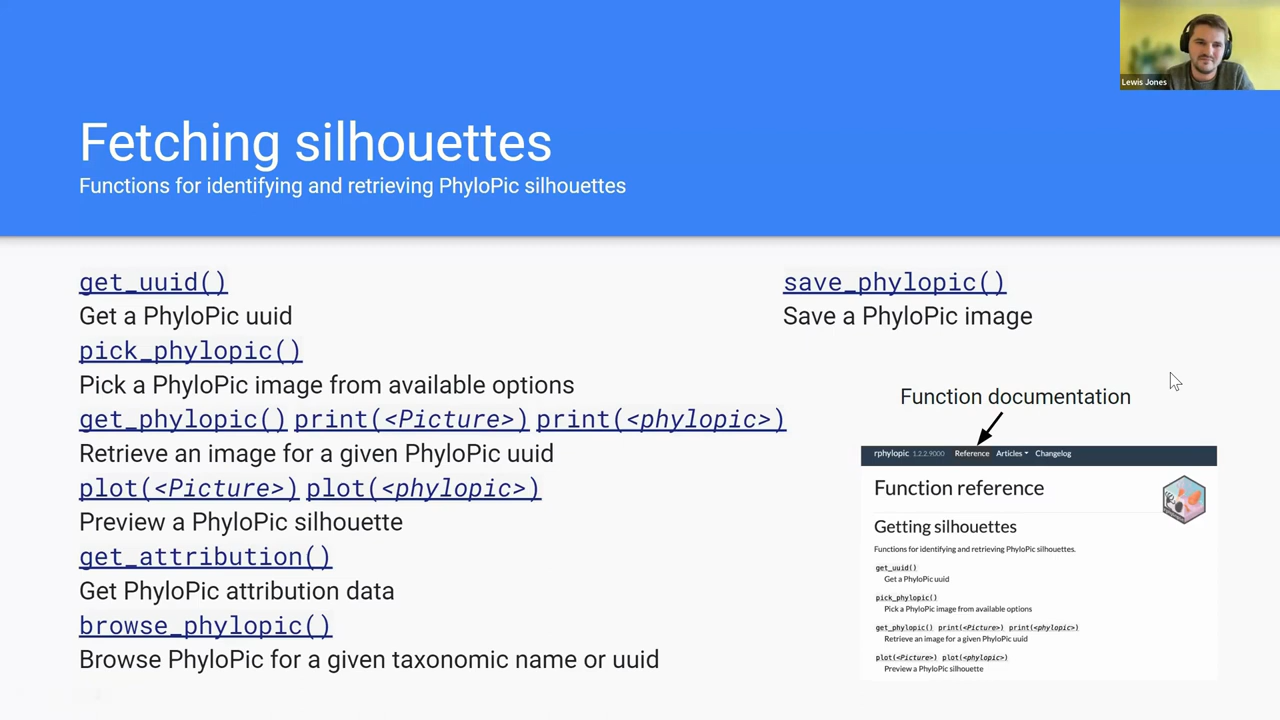 Lewis Jones
Fetching silhouettes
Functions for identifying and retrieving PhyloPic silhouettes
get_uuid()
Get a PhyloPic uuid
pick_phylopic()
Pick a PhyloPic image from available options
get_phylopic() print(<Picture>) print(<phylopic>)
Retrieve an image for a given PhyloPic uuid
plot(<Picture>) plot(<phylopic>)
Preview a PhyloPic silhouette
get_attribution()
Get PhyloPic attribution data
browse_phylopic()
Browse PhyloPic for a given taxonomic name or uuid
save_phylopic()
Save a PhyloPic image
Function documentation
rphylopic 1.2.2.9000 Reference Articles Changelog
Function reference
Getting silhouettes
Functions for identifying and retrieving PhyloPic silhouettes.
get_uuid()
Get a PhyloPic uuid
pick_phylopic()
Pick a PhyloPic image from available options
get_phylopic() print(<Picture>) print(<phylopic>)
Retrieve an image for a given PhyloPic uuid
plot(<Picture>) plot(<phylopic>)
Preview a PhyloPic silhouette